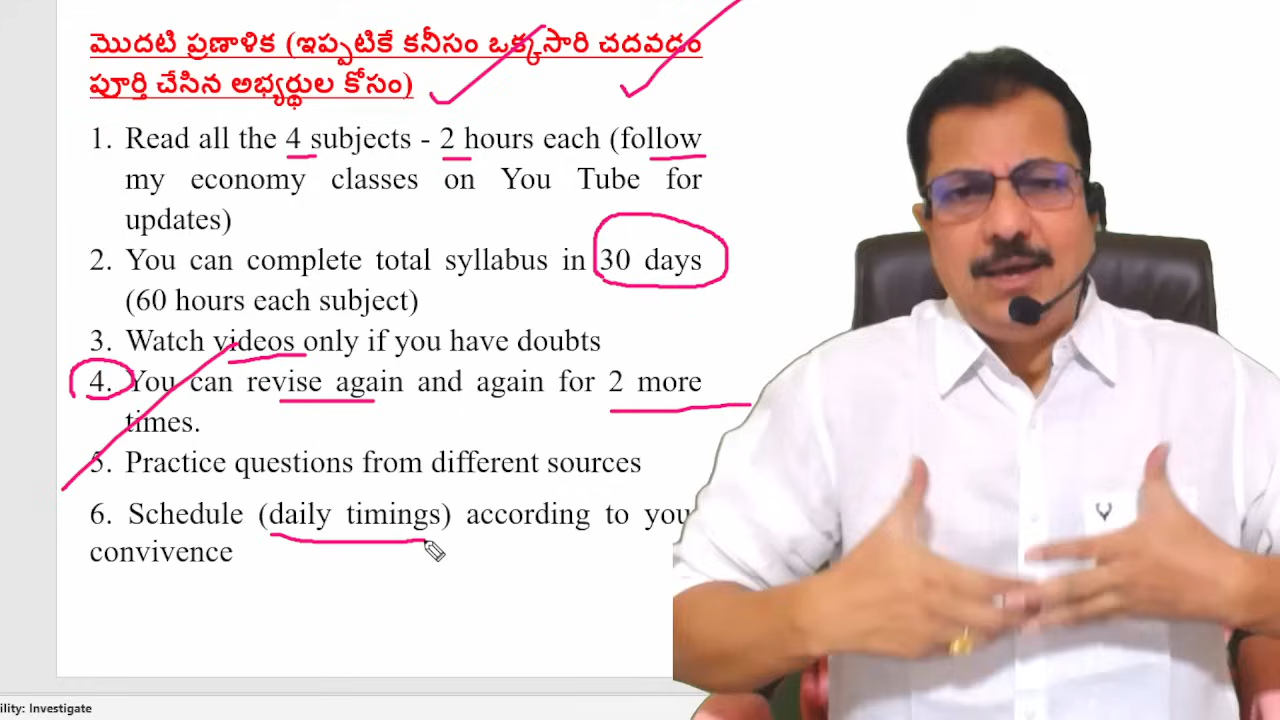 మొదటి ప్రణాళిక (ఇప్పటికే కనీసం ఒక్కసారి చదవడం
పూర్తి చేసిన అభ్యర్థుల కోసం)
1. Read all the 4 subjects - 2 hours each (follow
my economy classes on You Tube for
updates)
2. You can complete total syllabus in 30 days
(60 hours each subject)
3. Watch videos only if you have doubts
4. You can revise again and again for 2 more
times.
5. Practice questions from different sources
6. Schedule (daily timings) according to you
convivence
ility: Investigate